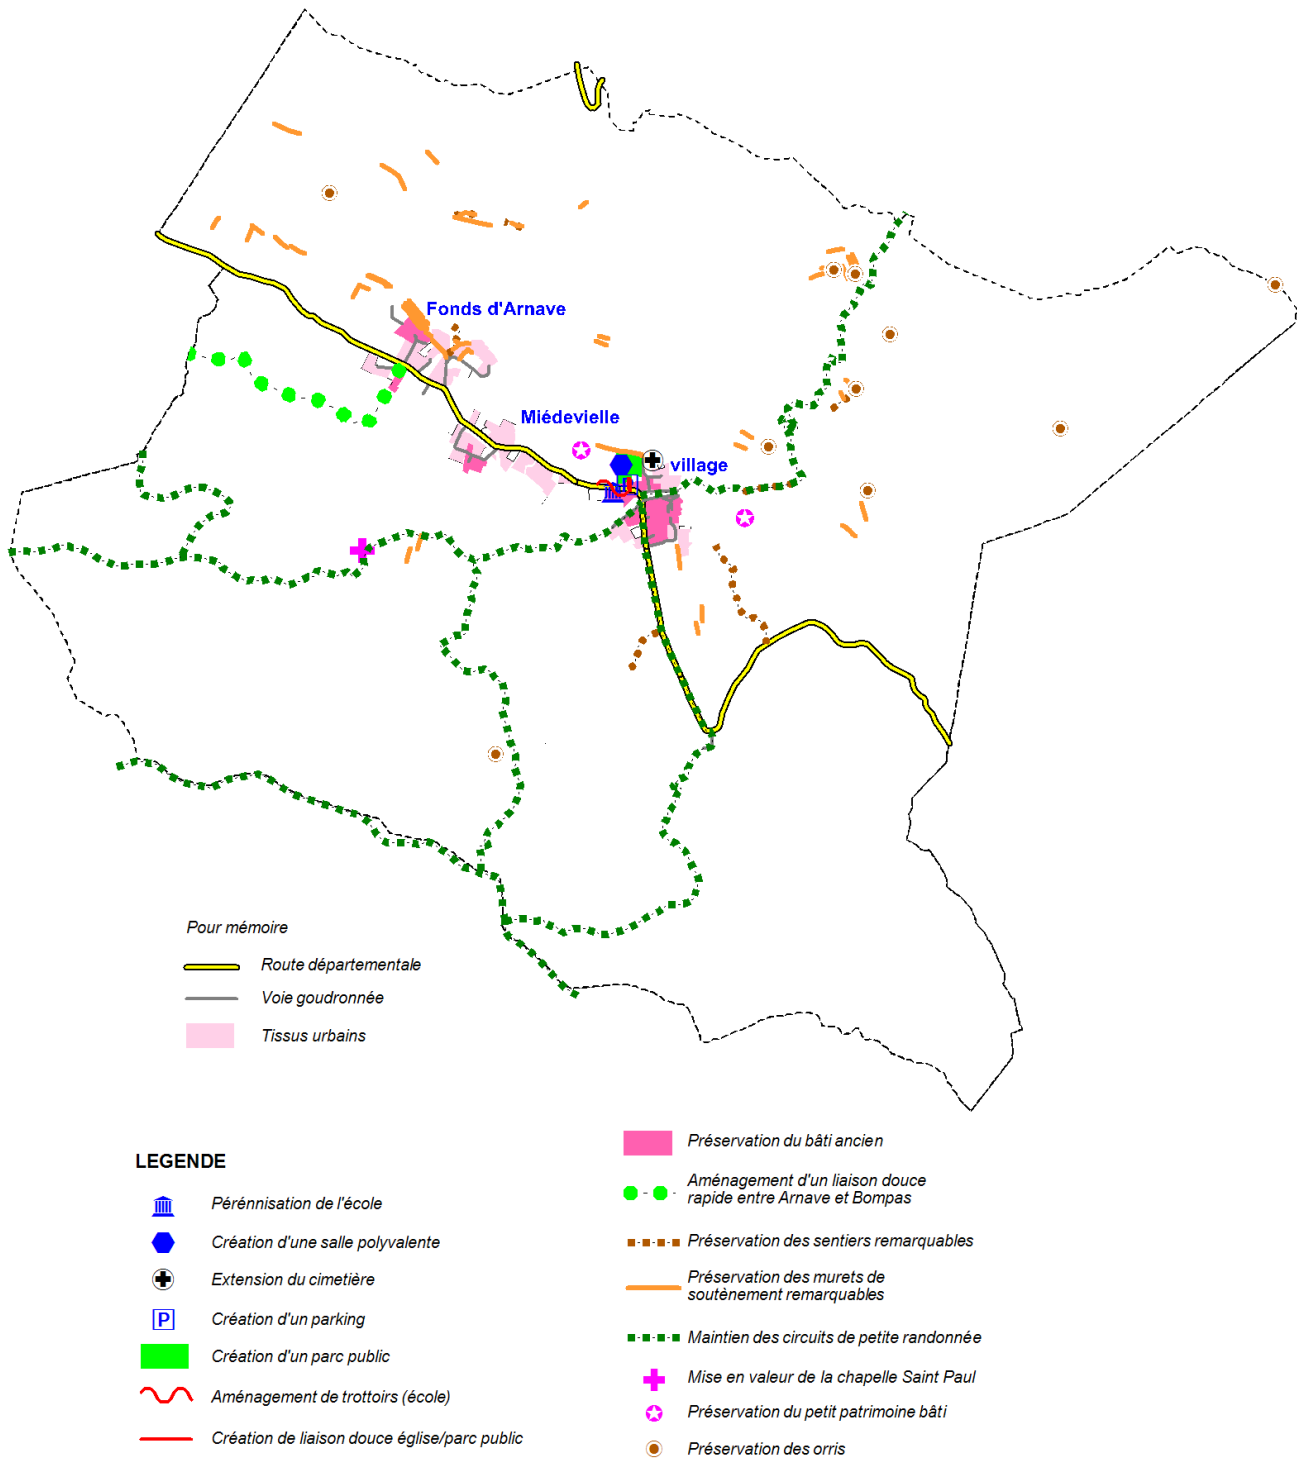 Fonds d'Arnave
Miédevielle
village
P
Pour mémoire
Route départementale
Voie goudronnée
Tissus urbains
LEGENDE
Pérénnisation de l'école
Création d'une salle polyvalente
Extension du cimetière
P
Création d'un parking
Création d'un parc public
Aménagement de trottoirs (école)
Création de liaison douce église/parc public
Préservation du bâti ancien
Aménagement d'un liaison douce
rapide entre Arnave et Bompas
Préservation des sentiers remarquables
Préservation des murets de
soutènement remarquables
Maintien des circuits de petite randonnée
Mise en valeur de la chapelle Saint Paul
Préservation du petit patrimoine bâti
Préservation des orris